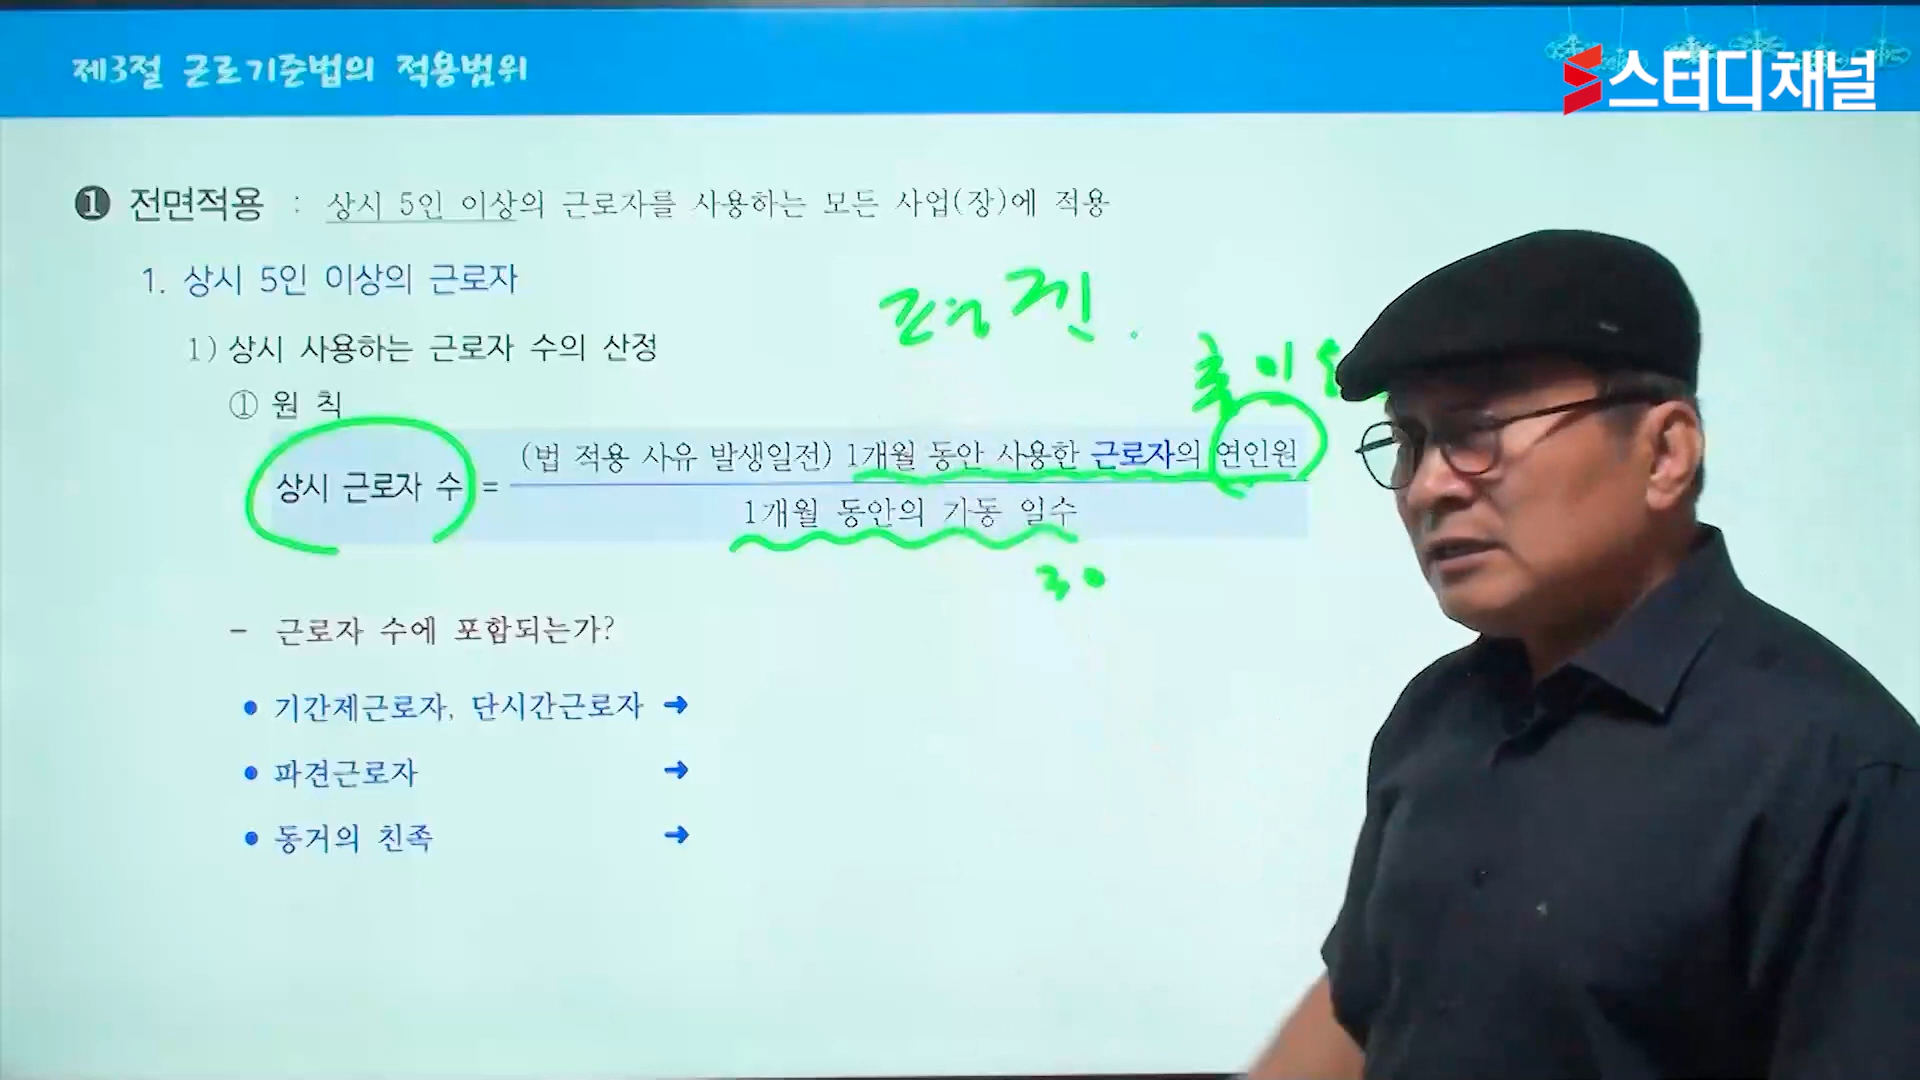 제3절 근로기준법의 적용범위
스터디채널
❶ 전면적용 : 상시 5인 이상의 근로자를 사용하는 모든 사업(장)에 적용
1. 상시 5인 이상의 근로자
1) 상시 사용하는 근로자 수의 산정
① 원 칙
상시 근로자 수 = (법 적용 사유 발생일전) 1개월 동안 사용한 근로자의 연인원
1개월 동안의 가동 일수
30
- 근로자 수에 포함되는가?
• 기간제근로자, 단시간근로자 ➜
• 파견근로자 ➜
• 동거의 친족 ➜